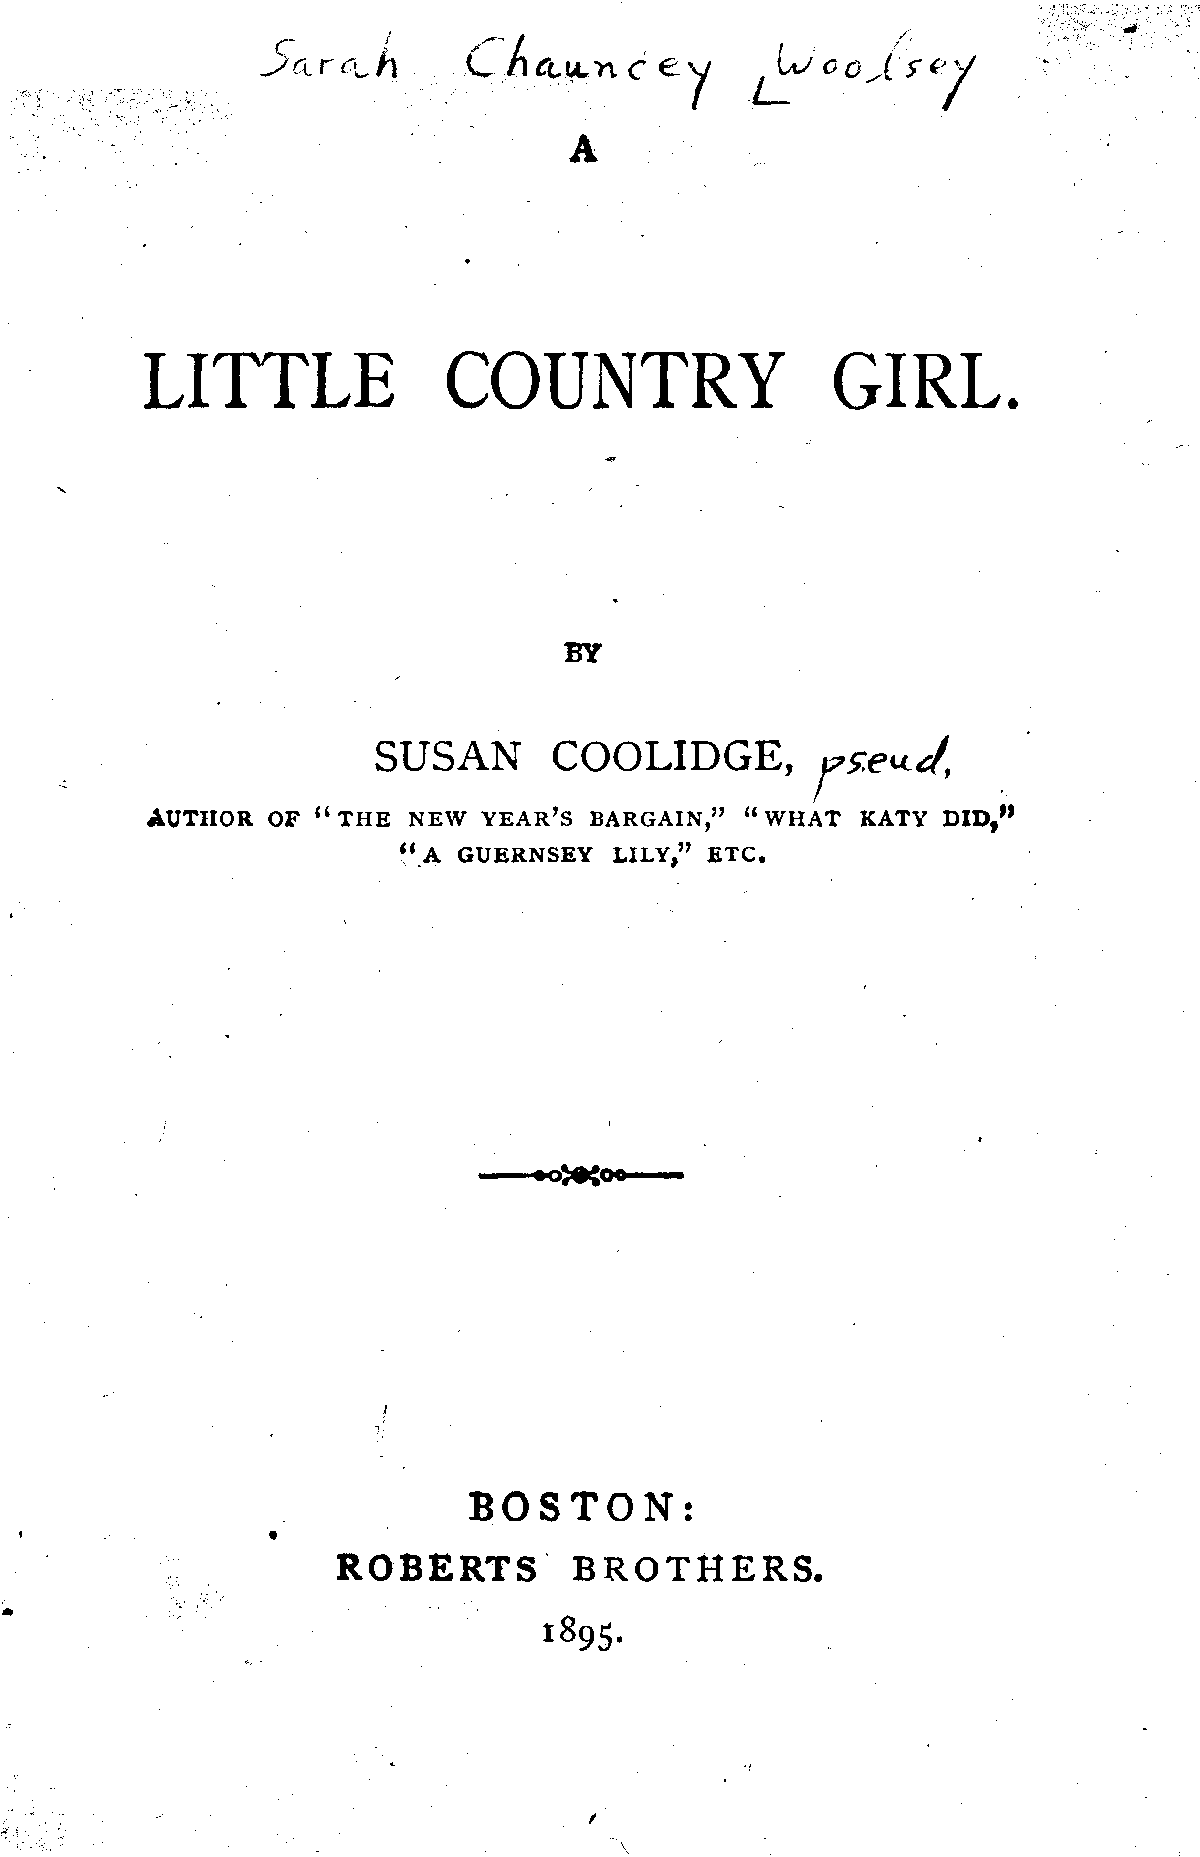 Sarah Chauncey Woolsey
A
LITTLE COUNTRY GIRL.
BY
SUSAN COOLIDGE, pseud,
AUTHOR OF "THE NEW YEAR'S BARGAIN," "WHAT KATY DID,"
"A GUERNSEY LILY," ETC.
BOSTON:
ROBERTS BROTHERS.
1895.